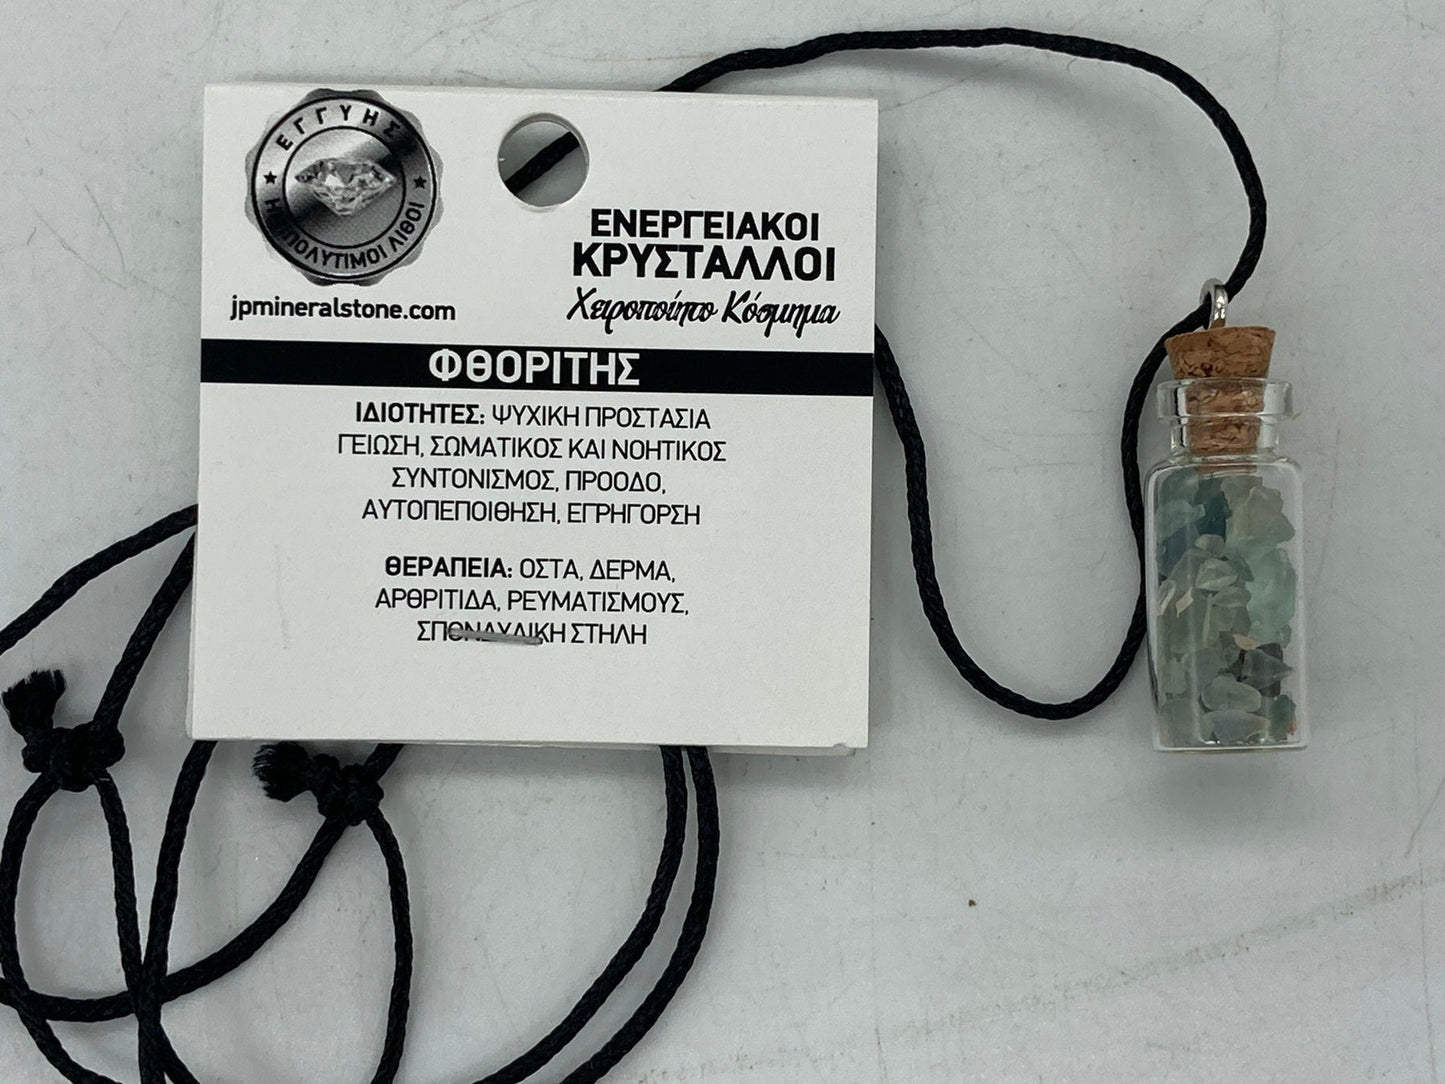 ΕΓΓΥΗΣΗ
ΗΜΙΠΟΛΥΤΙΜΟΙ ΛΙΘΟΙ
jpmineralstone.com
ΕΝΕΡΓΕΙΑΚΟΙ
ΚΡΥΣΤΑΛΛΟΙ
Χειροποίητο Κόσμημα
ΦΘΟΡΙΤΗΣ
ΙΔΙΟΤΗΤΕΣ: ΨΥΧΙΚΗ ΠΡΟΣΤΑΣΙΑ
ΓΕΙΩΣΗ, ΣΩΜΑΤΙΚΟΣ ΚΑΙ ΝΟΗΤΙΚΟΣ
ΣΥΝΤΟΝΙΣΜΟΣ, ΠΡΟΟΔΟ,
ΑΥΤΟΠΕΠΟΙΘΗΣΗ, ΕΓΡΗΓΟΡΣΗ
ΘΕΡΑΠΕΙΑ: ΟΣΤΑ, ΔΕΡΜΑ,
ΑΡΘΡΙΤΙΔΑ, ΡΕΥΜΑΤΙΣΜΟΥΣ,
ΣΠΟΝΔΥΛΙΚΗ ΣΤΗΛΗ